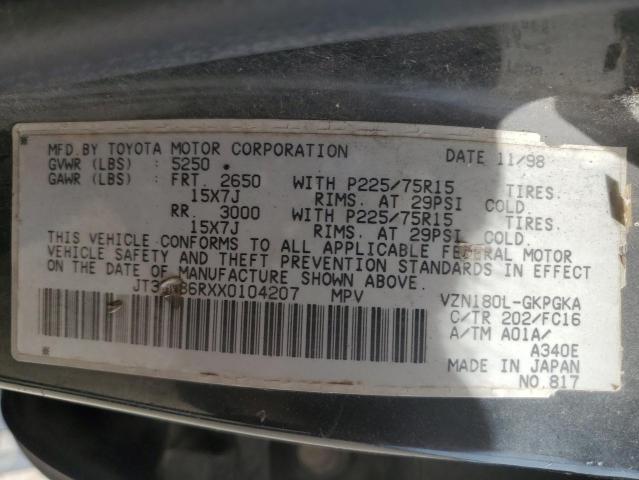 MFD. BY TOYOTA MOTOR CORPORATION DATE 11/98
GVWR (LBS) : 5250
GAWR (LBS) : FRT. 2650 WITH P225/75R15 TIRES.
15X7J RIMS. AT 29PSI COLD.
RR. 3000 WITH P225/75R15 TIRES.
15X7J RIMS. AT 29PSI COLD.
THIS VEHICLE CONFORMS TO ALL APPLICABLE FEDERAL MOTOR
VEHICLE SAFETY AND THEFT PREVENTION STANDARDS IN EFFECT
ON THE DATE OF MANUFACTURE SHOWN ABOVE.
MPV VZN180L-GKPGKA
C/TR 202/FC16
A/TM A01A/
A340E
MADE IN JAPAN
NO.817